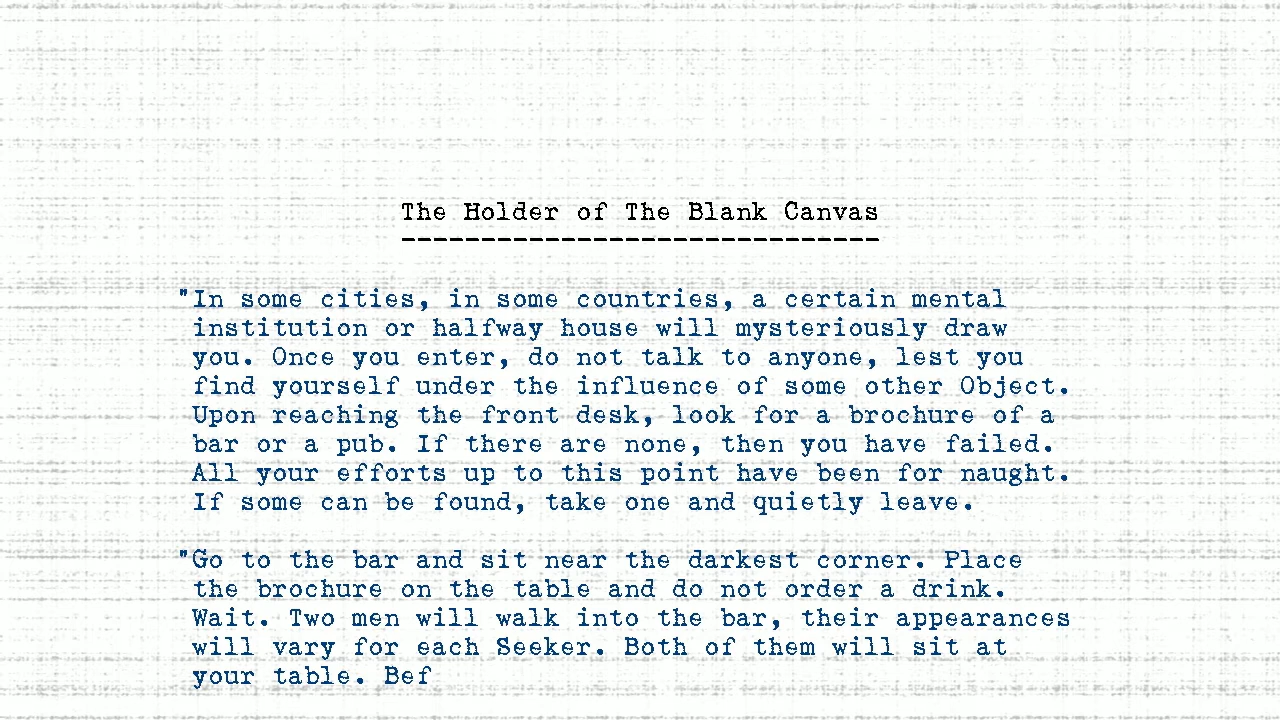 The Holder of The Blank Canvas
------------------------------
"In some cities, in some countries, a certain mental
institution or halfway house will mysteriously draw
you. Once you enter, do not talk to anyone, lest you
find yourself under the influence of some other Object.
Upon reaching the front desk, look for a brochure of a
bar or a pub. If there are none, then you have failed.
All your efforts up to this point have been for naught.
If some can be found, take one and quietly leave.
"Go to the bar and sit near the darkest corner. Place
the brochure on the table and do not order a drink.
Wait. Two men will walk into the bar, their appearances
will vary for each Seeker. Both of them will sit at
your table. Bef